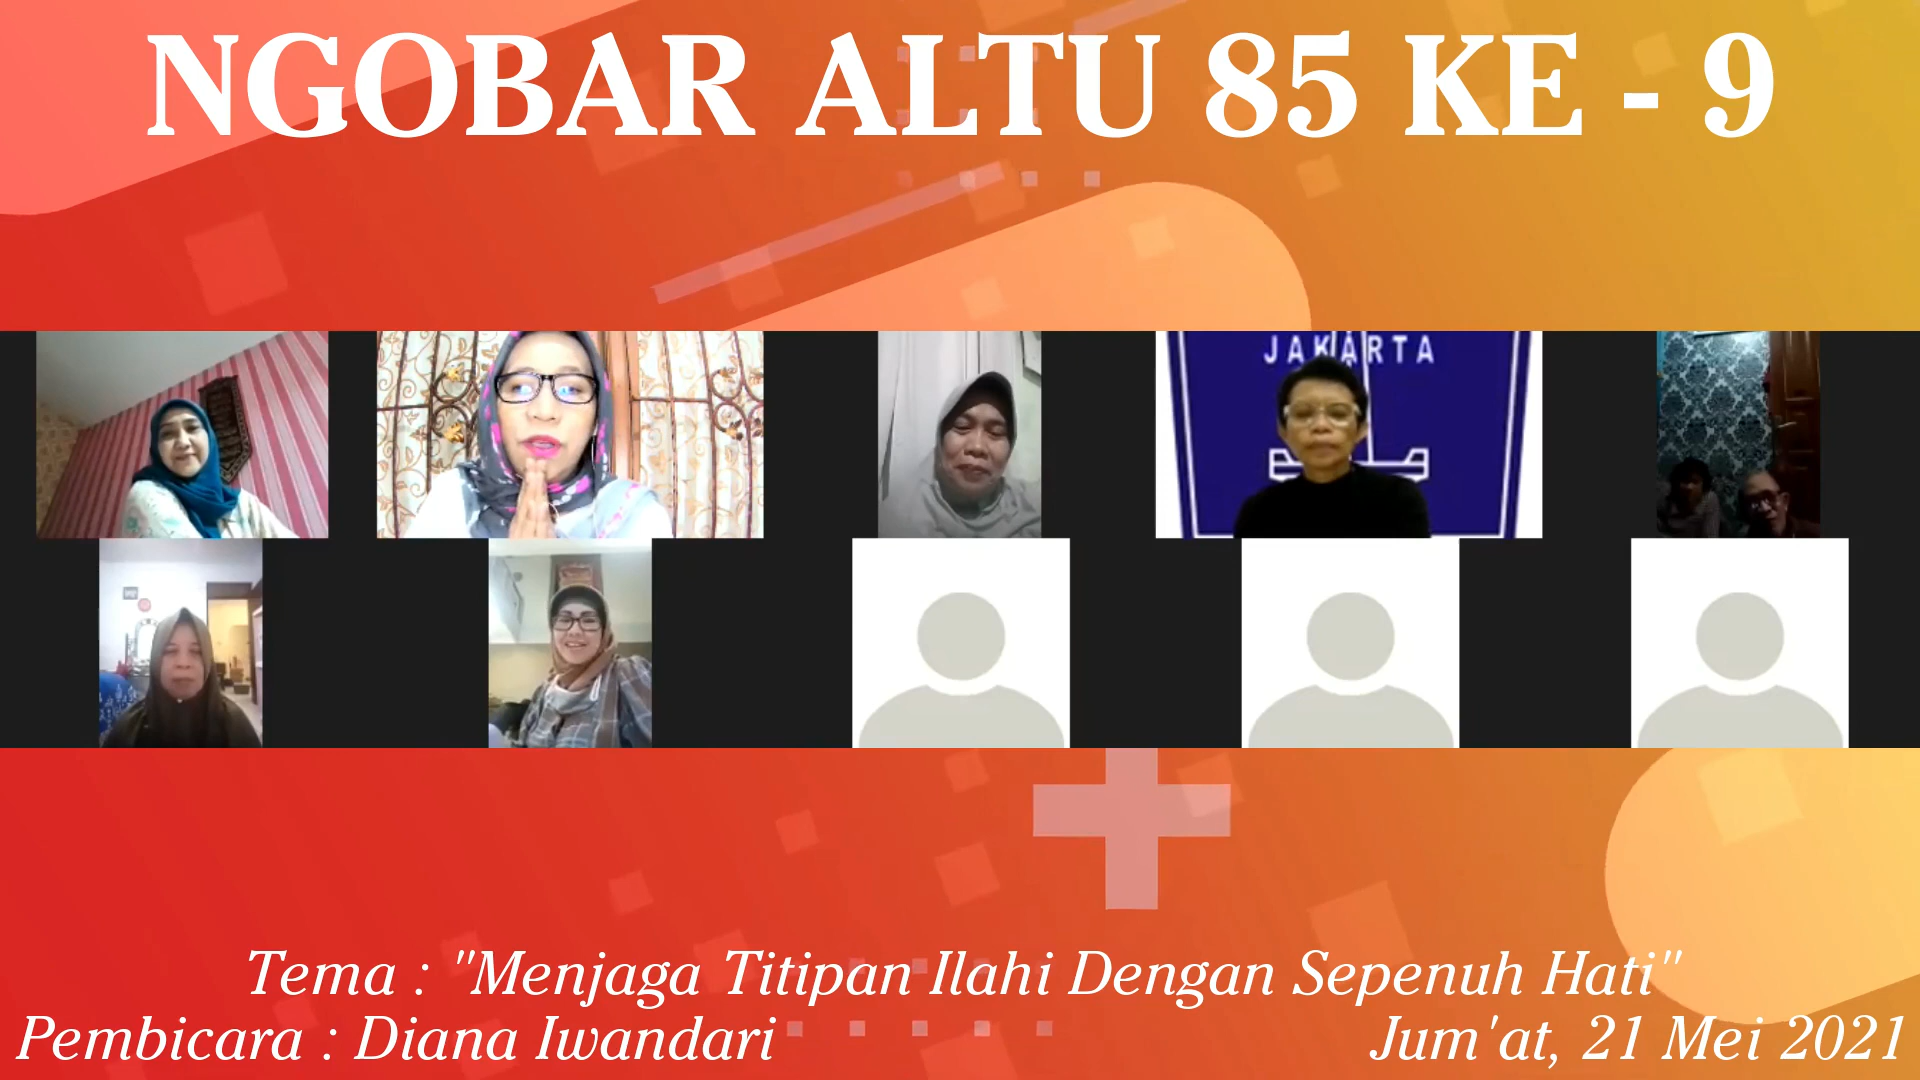 NGOBAR ALTU 85 KE - 9
JAKARTA
Tema : "Menjaga Titipan Ilahi Dengan Sepenuh Hati"
Pembicara : Diana Iwandari
Jum'at, 21 Mei 2021